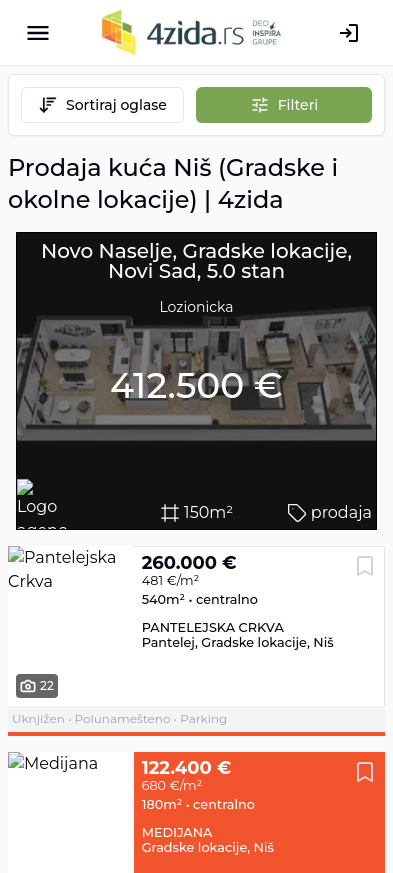 4zida.rs
DEO
INSPIRA
GRUPE
Sortiraj oglase
Filteri
Prodaja kuća Niš (Gradske i
okolne lokacije) | 4zida
Novo Naselje, Gradske lokacije,
Novi Sad, 5.0 stan
Lozionicka
412.500 €
Logo
150m²
prodaja
Pantelejska
Crkva
22
260.000 €
481 €/m²
540m² • centralno
PANTELEJSKA CRKVA
Pantelej, Gradske lokacije, Niš
Uknjižen • Polunamešteno • Parking
Medijana
122.400 €
680 €/m²
180m² • centralno
MEDIJANA
Gradske lokacije, Niš